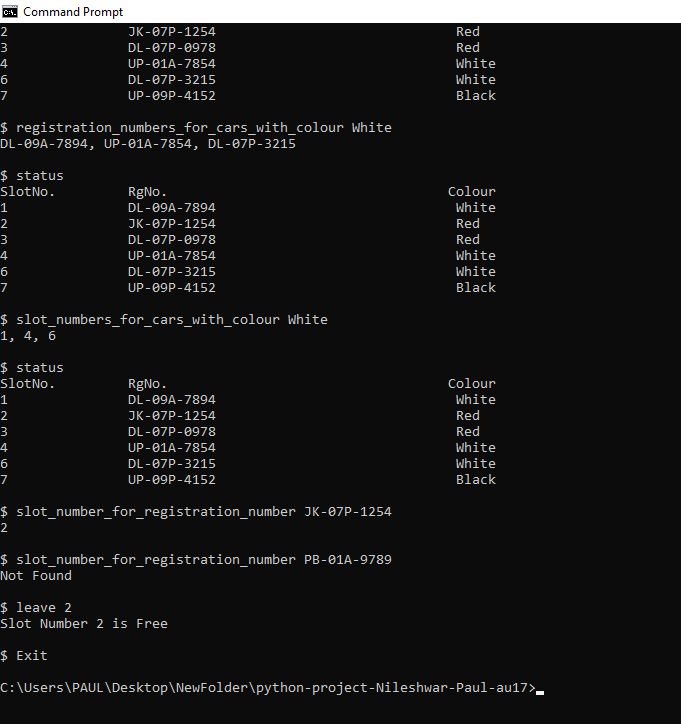 Command Prompt
2 JK-07P-1254 Red
3 DL-07P-0978 Red
4 UP-01A-7854 White
6 DL-07P-3215 White
7 UP-09P-4152 Black
$ registration_numbers_for_cars_with_colour White
DL-09A-7894, UP-01A-7854, DL-07P-3215
$ status
SlotNo. RgNo. Colour
1 DL-09A-7894 White
2 JK-07P-1254 Red
3 DL-07P-0978 Red
4 UP-01A-7854 White
6 DL-07P-3215 White
7 UP-09P-4152 Black
$ slot_numbers_for_cars_with_colour White
1, 4, 6
$ status
SlotNo. RgNo. Colour
1 DL-09A-7894 White
2 JK-07P-1254 Red
3 DL-07P-0978 Red
4 UP-01A-7854 White
6 DL-07P-3215 White
7 UP-09P-4152 Black
$ slot_number_for_registration_number JK-07P-1254
2
$ slot_number_for_registration_number PB-01A-9789
Not Found
$ leave 2
Slot Number 2 is Free
$ Exit
C:\Users\PAUL\Desktop\NewFolder\python-project-Nileshwar-Paul-au17>